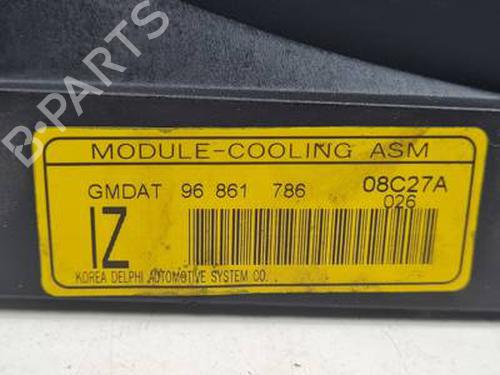 B-PARTS
MODULE-COOLING ASM
GMDAT 96 861 786 08C27A
026
IZ
KOREA DELPHI AUTOMOTIVE SYSTEM CO.